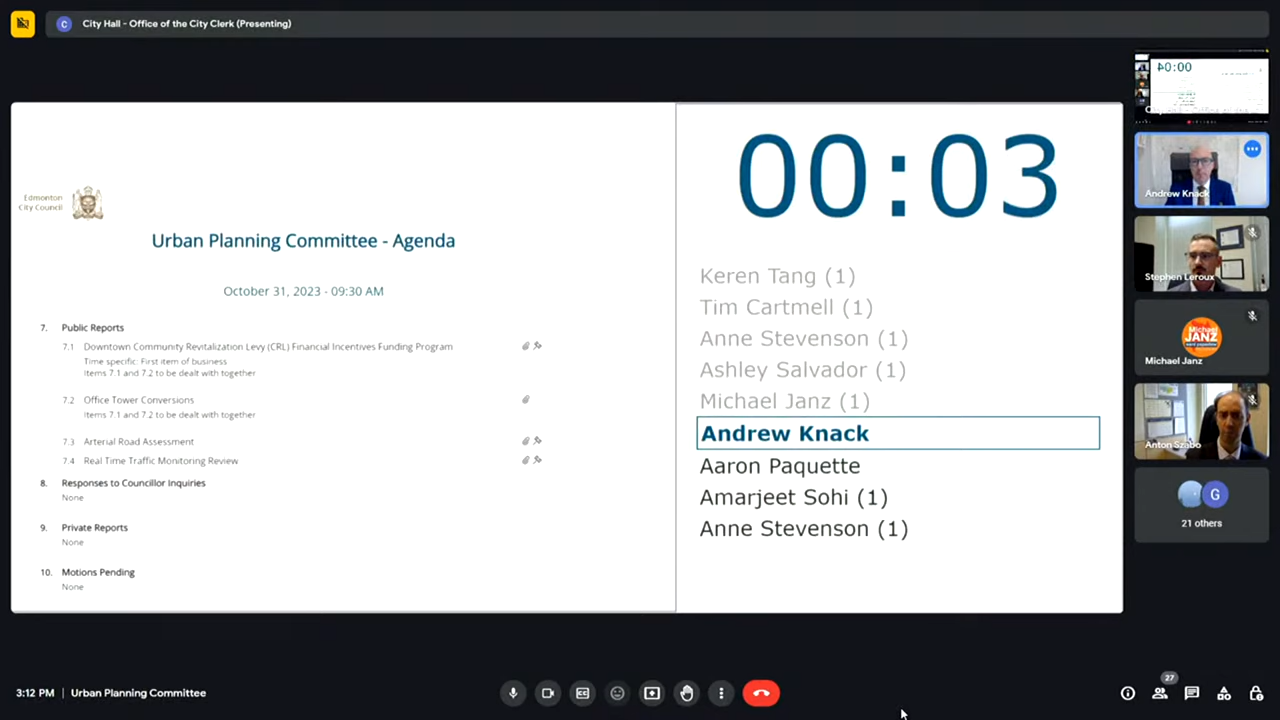 City Hall - Office of the City Clerk (Presenting)
Edmonton
City Council
Urban Planning Committee - Agenda
October 31, 2023 - 09:30 AM
7. Public Reports
7.1 Downtown Community Revitalization Levy (CRL) Financial Incentives Funding Program
Time specific: First item of business
Items 7.1 and 7.2 to be dealt with together
7.2 Office Tower Conversions
Items 7.1 and 7.2 to be dealt with together
7.3 Arterial Road Assessment
7.4 Real Time Traffic Monitoring Review
8. Responses to Councillor Inquiries
None
9. Private Reports
None
10. Motions Pending
None
00:03
Keren Tang (1)
Tim Cartmell (1)
Anne Stevenson (1)
Ashley Salvador (1)
Michael Janz (1)
Andrew Knack
Aaron Paquette
Amarjeet Sohi (1)
Anne Stevenson (1)
Andrew Knack
Stephen Leroux
Michael
JANZ
Michael Janz
Anton Szabo
G
21 others
3:12 PM | Urban Planning Committee
27